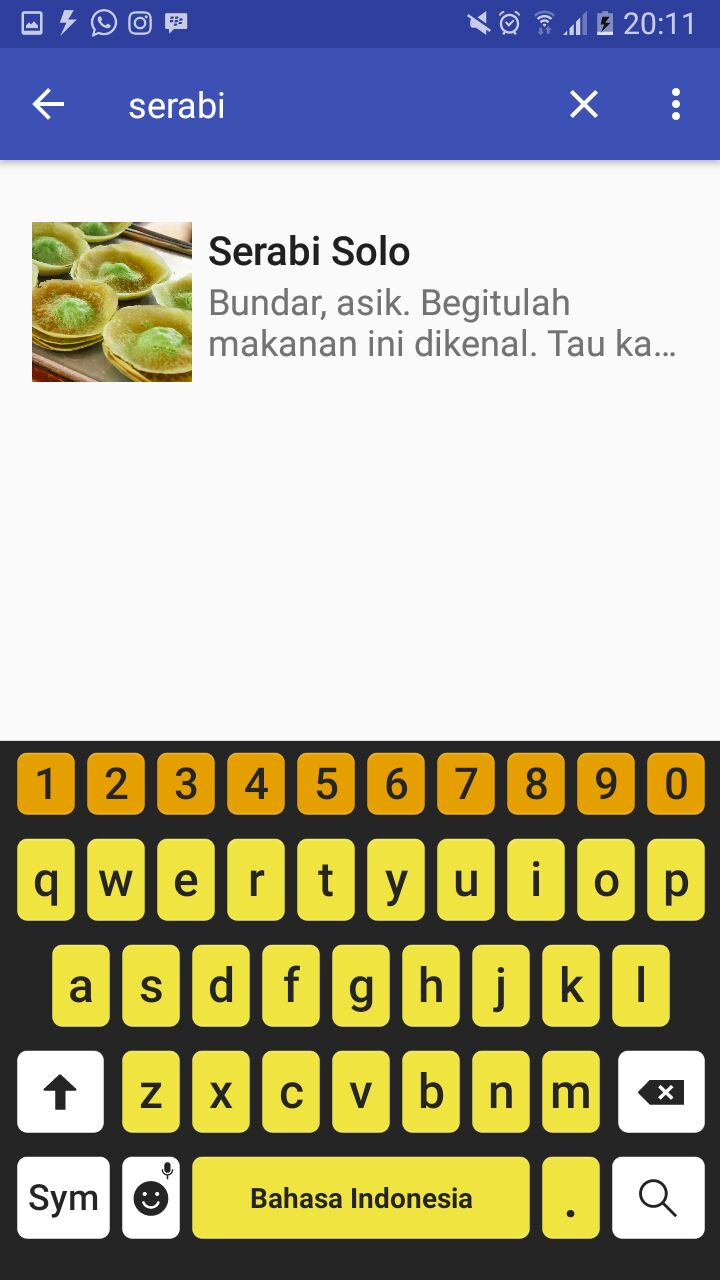 20:11
serabi
Serabi Solo
Bundar, asik. Begitulah
makanan ini dikenal. Tau ka...
1 2 3 4 5 6 7 8 9 0
q w e r t y u i o p
a s d f g h j k l
z x c v b n m
Sym Bahasa Indonesia .